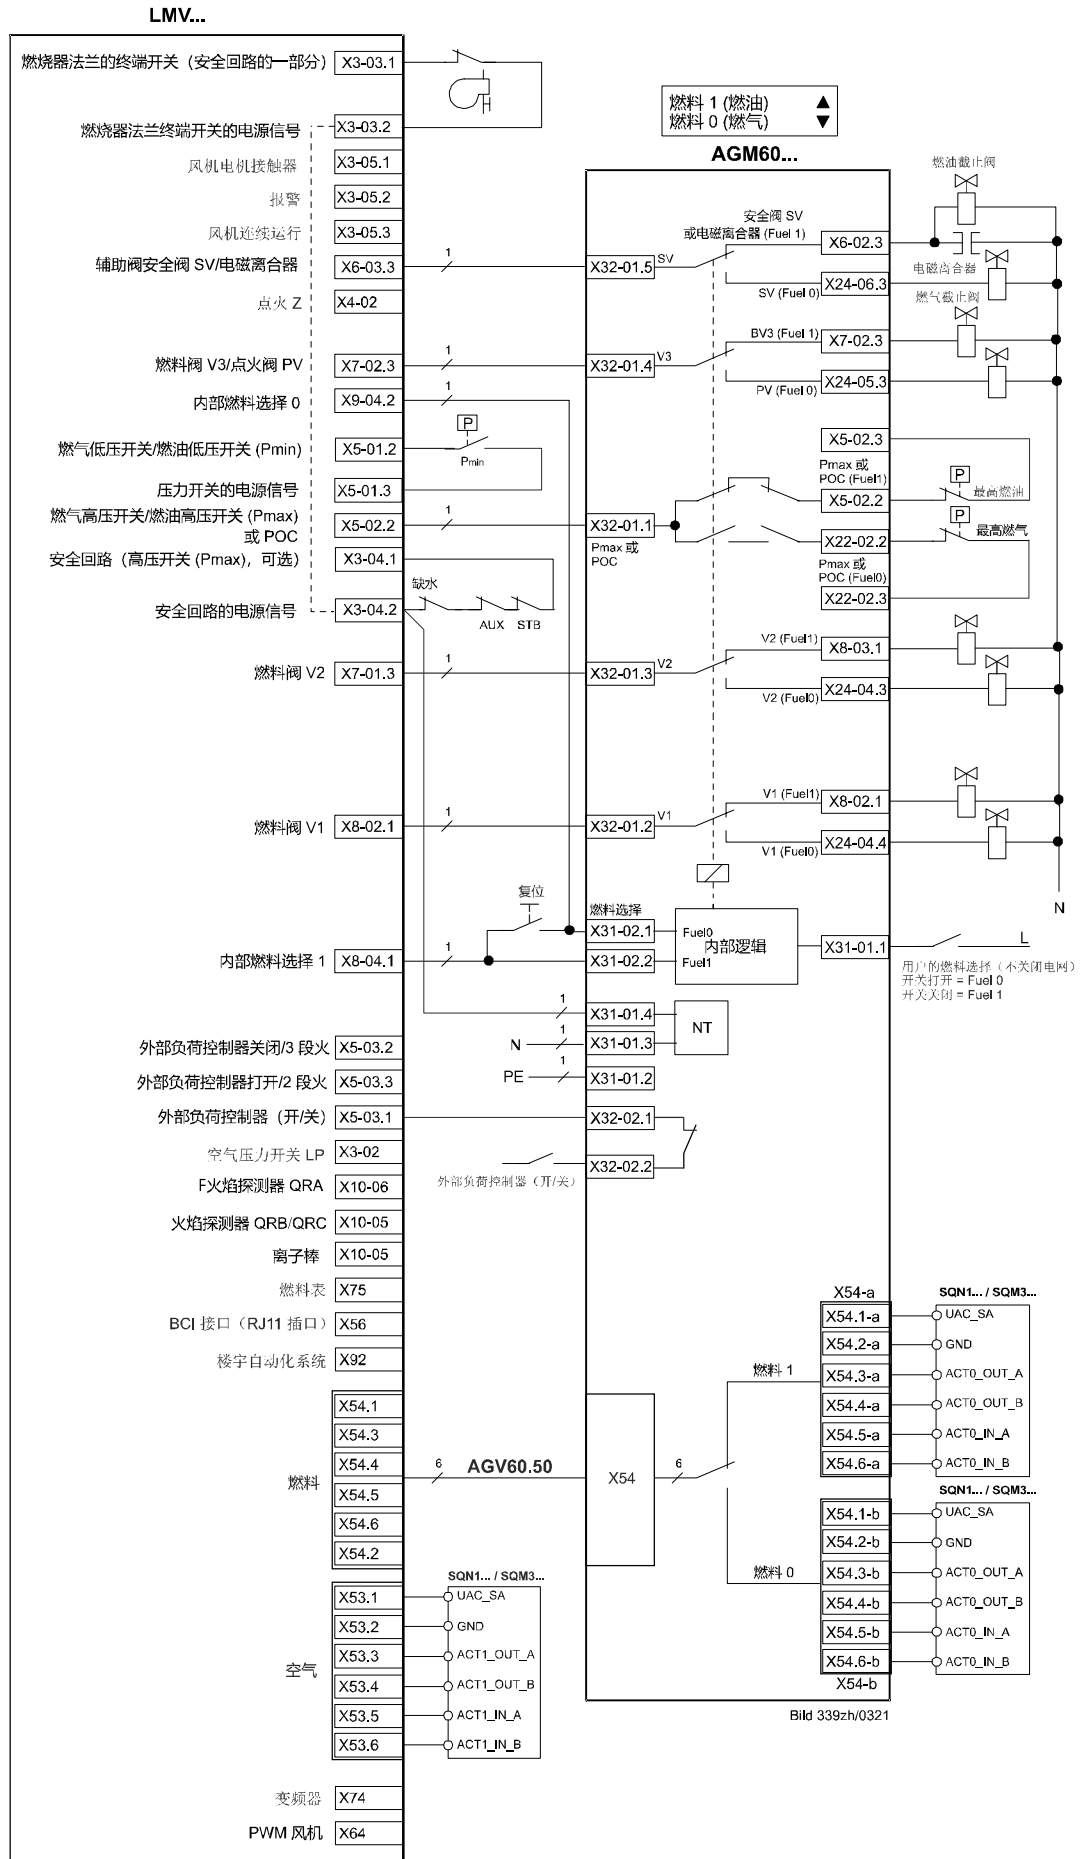 LMV...
燃烧器法兰的终端开关（安全回路的一部分） X3-03.1
燃料 1 (燃油) ▲
燃料 0 (燃气) ▼
燃烧器法兰终端开关的电源信号 X3-03.2
AGM60...
风机电机接触器 X3-05.1
燃油截止阀
报警 X3-05.2
安全阀 SV
或电磁离合器 (Fuel 1)
风机连续运行 X3-05.3
X6-02.3
辅助阀安全阀 SV/电磁离合器 X6-03.3
1
X32-01.5 SV
电磁离合器
SV (Fuel 0) X24-06.3
点火 Z X4-02
燃气截止阀
BV3 (Fuel 1) X7-02.3
燃料阀 V3/点火阀 PV X7-02.3
1
X32-01.4 V3
PV (Fuel 0) X24-05.3
内部燃料选择 0 X9-04.2
1
P
燃气低压开关/燃油低压开关 (Pmin) X5-01.2
Pmin
X5-02.3
Pmax 或
POC (Fuel1)
P
压力开关的电源信号 X5-01.3
X5-02.2
最高燃油
燃气高压开关/燃油高压开关 (Pmax)
或 POC
X5-02.2
1
X32-01.1
Pmax 或
POC
P
最高燃气
X22-02.2
安全回路（高压开关 (Pmax)，可选） X3-04.1
Pmax 或
POC (Fuel0)
缺水
X22-02.3
安全回路的电源信号 X3-04.2
AUX STB
V2 (Fuel1) X8-03.1
燃料阀 V2 X7-01.3
1
X32-01.3 V2
V2 (Fuel0) X24-04.3
V1 (Fuel1) X8-02.1
燃料阀 V1 X8-02.1
1
X32-01.2 V1
V1 (Fuel0) X24-04.4
复位
N
燃料选择
X31-02.1 Fuel0
内部逻辑
X31-01.1
L
内部燃料选择 1 X8-04.1
1
X31-02.2 Fuel1
用户的燃料选择（不关闭电网）
开关打开 = Fuel 0
开关关闭 = Fuel 1
1
X31-01.4
NT
外部负荷控制器关闭/3 段火 X5-03.2
N
1
X31-01.3
外部负荷控制器打开/2 段火 X5-03.3
PE
1
X31-01.2
外部负荷控制器（开/关） X5-03.1
X32-02.1
空气压力开关 LP X3-02
X32-02.2
外部负荷控制器（开/关）
F火焰探测器 QRA X10-06
火焰探测器 QRB/QRC X10-05
离子棒 X10-05
燃料表 X75
BCI 接口（RJ11 插口） X56
楼宇自动化系统 X92
X54-a
SQN1... / SQM3...
X54.1-a UAC_SA
X54.2-a GND
X54.3-a ACT0_OUT_A
X54.4-a ACT0_OUT_B
X54.5-a ACT0_IN_A
X54.6-a ACT0_IN_B
燃料 1
燃料
X54.1
X54.3
X54.4
X54.5
X54.6
X54.2
6
AGV60.50
X54
6
SQN1... / SQM3...
X54.1-b UAC_SA
X54.2-b GND
X54.3-b ACT0_OUT_A
X54.4-b ACT0_OUT_B
X54.5-b ACT0_IN_A
X54.6-b ACT0_IN_B
X54-b
燃料 0
SQN1... / SQM3...
空气
X53.1 UAC_SA
X53.2 GND
X53.3 ACT1_OUT_A
X53.4 ACT1_OUT_B
X53.5 ACT1_IN_A
X53.6 ACT1_IN_B
Bild 339zh/0321
变频器 X74
PWM 风机 X64